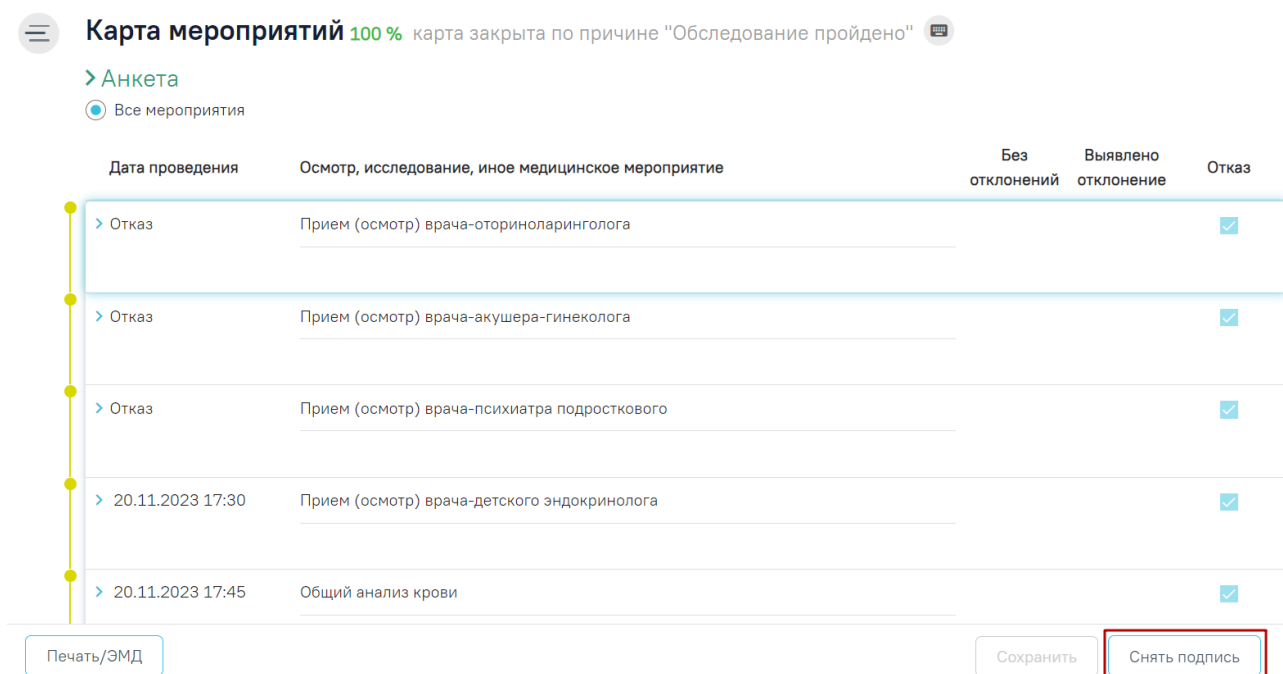 Карта мероприятий 100 % карта закрыта по причине "Обследование пройдено"
Анкета
Все мероприятия
Дата проведения Осмотр, исследование, иное медицинское мероприятие Без отклонений Выявлено отклонение Отказ
Отказ Прием (осмотр) врача-оториноларинголога
Отказ Прием (осмотр) врача-акушера-гинеколога
Отказ Прием (осмотр) врача-психиатра подросткового
20.11.2023 17:30 Прием (осмотр) врача-детского эндокринолога
20.11.2023 17:45 Общий анализ крови
Печать/ЭМД Сохранить Снять подпись